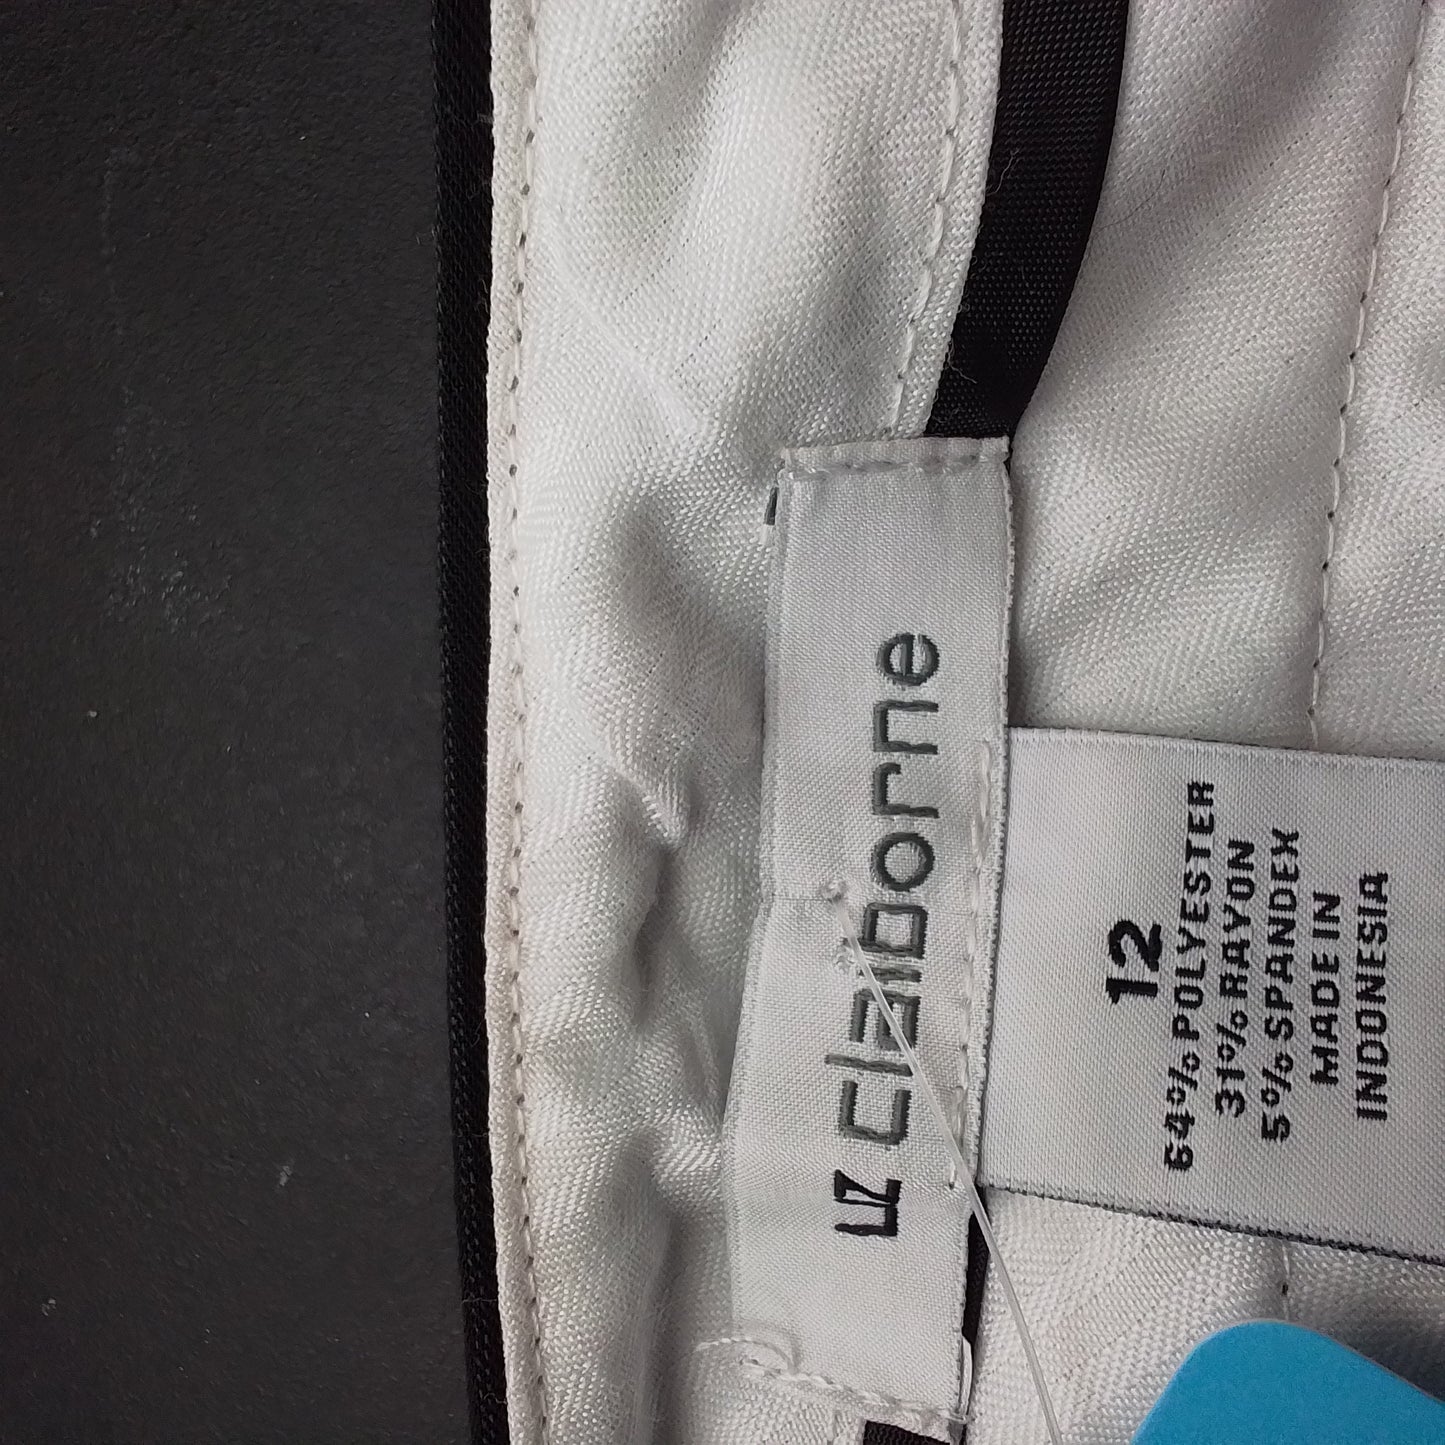 LIZ claiborne
12
64% POLYESTER
31% RAYON
5% SPANDEX
MADE IN
INDONESIA